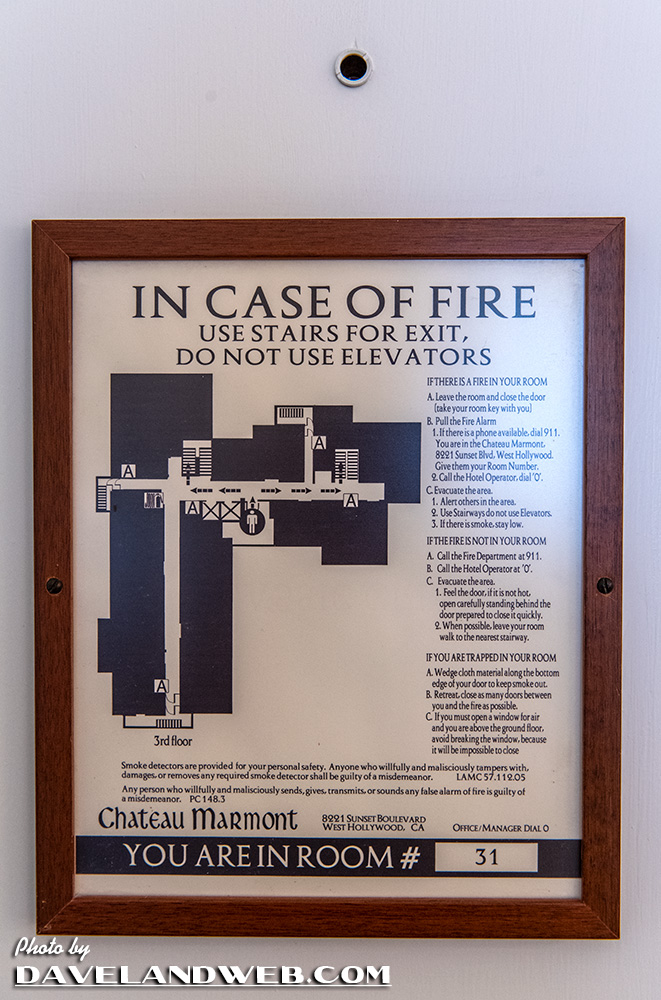 IN CASE OF FIRE
USE STAIRS FOR EXIT,
DO NOT USE ELEVATORS
IF THERE IS A FIRE IN YOUR ROOM
A. Leave the room and close the door
(take your room key with you)
B. Pull the Fire Alarm
1. If there is a phone available, dial 911.
You are in the Chateau Marmont,
8221 Sunset Blvd, West Hollywood.
Give them your Room Number.
2. Call the Hotel Operator, dial '0'.
C. Evacuate the area.
1. Alert others in the area.
2. Use Stairways do not use Elevators.
3. If there is smoke, stay low.
IF THE FIRE IS NOT IN YOUR ROOM
A. Call the Fire Department at 911.
B. Call the Hotel Operator at '0'.
C. Evacuate the area.
1. Feel the door, if it is not hot,
open carefully standing behind the
door prepared to close it quickly.
2. When possible, leave your room
walk to the nearest stairway.
IF YOU ARE TRAPPED IN YOUR ROOM
A. Wedge cloth material along the bottom
edge of your door to keep smoke out.
B. Retreat, close as many doors between
you and the fire as possible.
C. If you must open a window for air
and you are above the ground floor,
avoid breaking the window, because
it will be impossible to close
A
A
A
A
A
3rd floor
Smoke detectors are provided for your personal safety. Anyone who willfully and malisciously tampers with,
damages, or removes any required smoke detector shall be guilty of a misdemeanor. LAMC 57.112.05
Any person who willfully and malisciously sends, gives, transmits, or sounds any false alarm of fire is guilty of
a misdemeanor. PC 148.3
Chateau Marmont
8221 SUNSET BOULEVARD
WEST HOLLYWOOD, CA
OFFICE/MANAGER DIAL 0
YOU ARE IN ROOM # 31
Photo by
DAVELANDWEB.COM